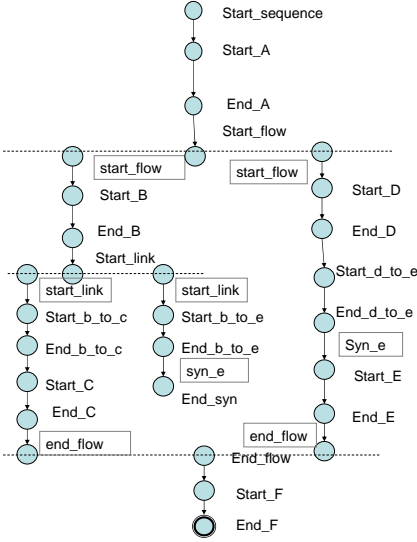 Start_sequence
Start_A
End_A
Start_flow
start_flow
start_flow
Start_B
Start_D
End_B
End_D
Start_link
Start_d_to_e
start_link
start_link
Start_b_to_c
Start_b_to_e
End_d_to_e
End_b_to_c
End_b_to_e
Syn_e
syn_e
Start_C
Start_E
End_syn
End_C
End_E
end_flow
end_flow
End_flow
Start_F
End_F